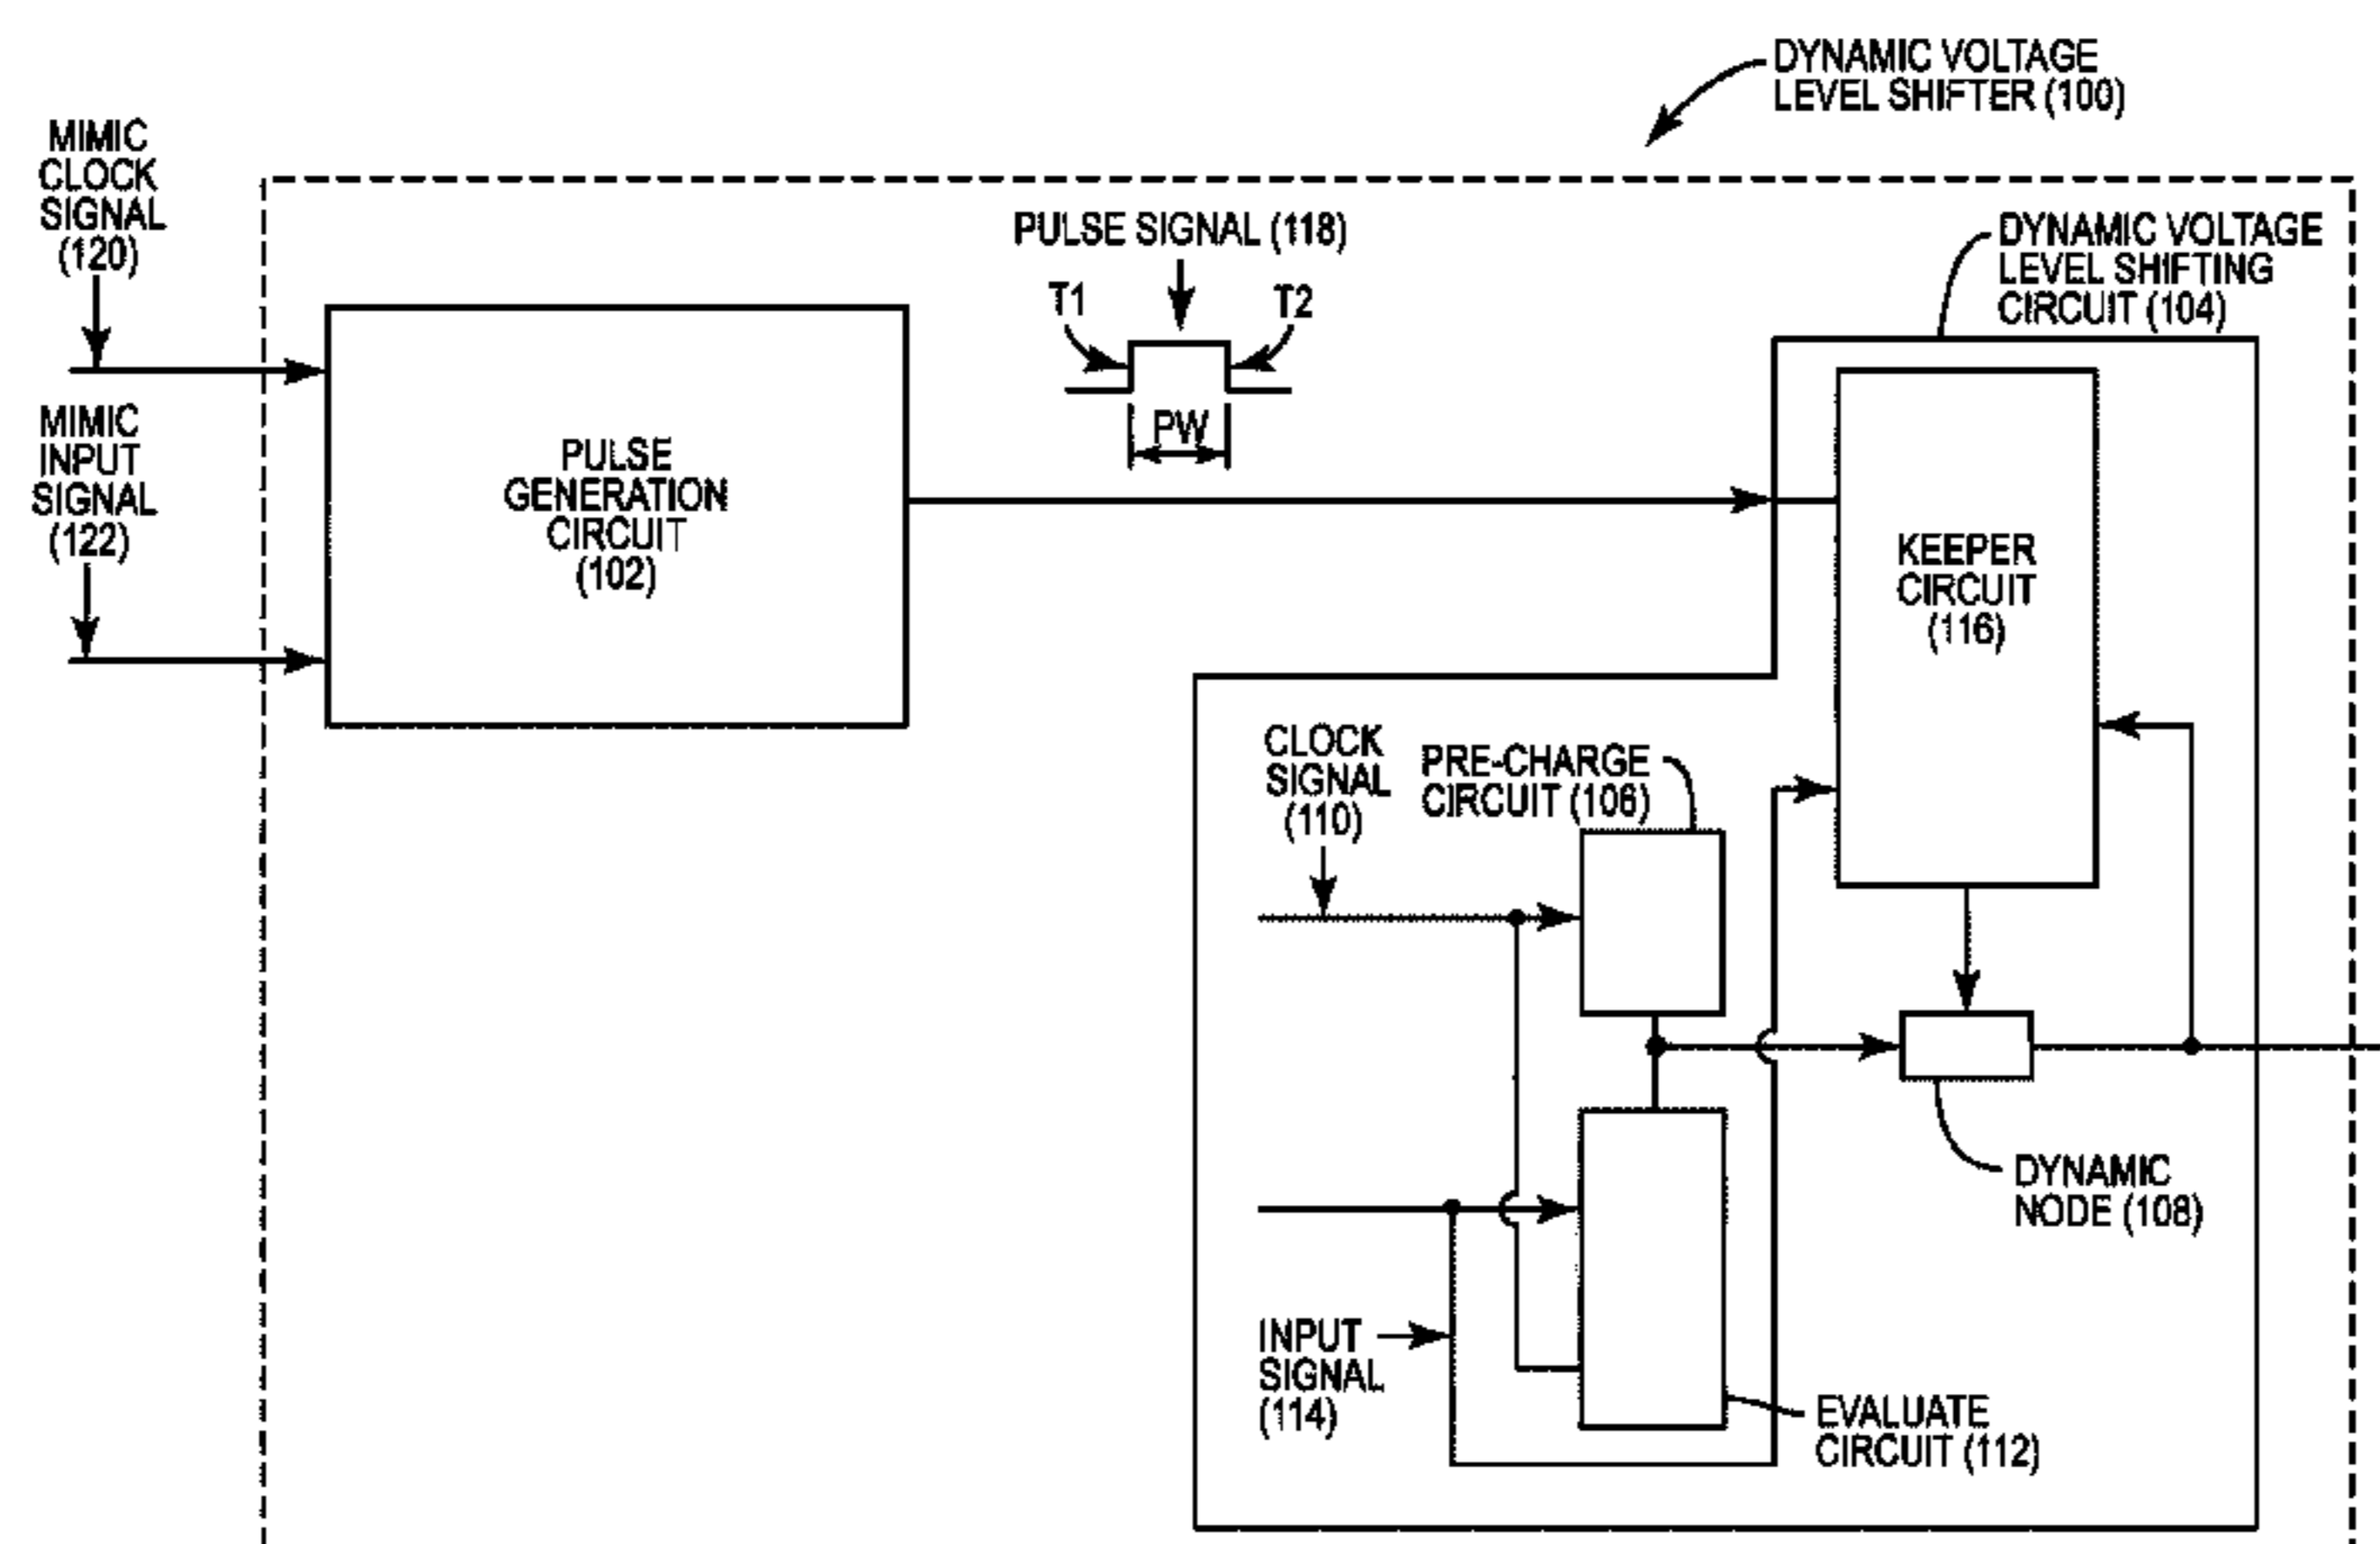 DYNAMIC VOLTAGE
LEVEL SHIFTER (100)
MIMIC
CLOCK
SIGNAL
(120)
PULSE SIGNAL (118)
T1
T2
PW
DYNAMIC VOLTAGE
LEVEL SHIFTING
CIRCUIT (104)
MIMIC
INPUT
SIGNAL
(122)
PULSE
GENERATION
CIRCUIT
(102)
KEEPER
CIRCUIT
(116)
CLOCK
SIGNAL
(110)
PRE-CHARGE
CIRCUIT (106)
DYNAMIC
NODE (108)
INPUT
SIGNAL
(114)
EVALUATE
CIRCUIT (112)